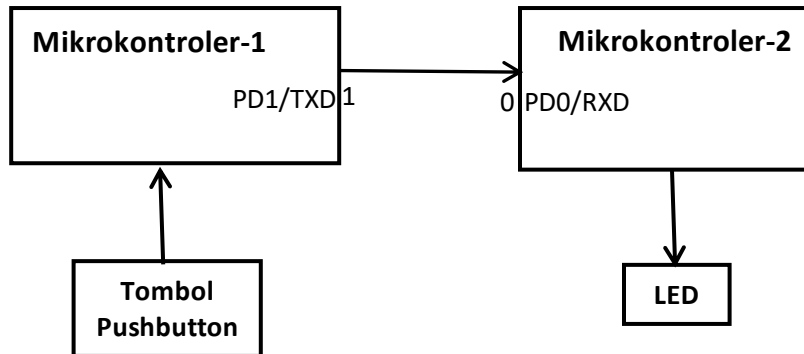 Mikrokontroler-1
Mikrokontroler-2
PD1/TXD 1
0 PD0/RXD
Tombol
Pushbutton
LED